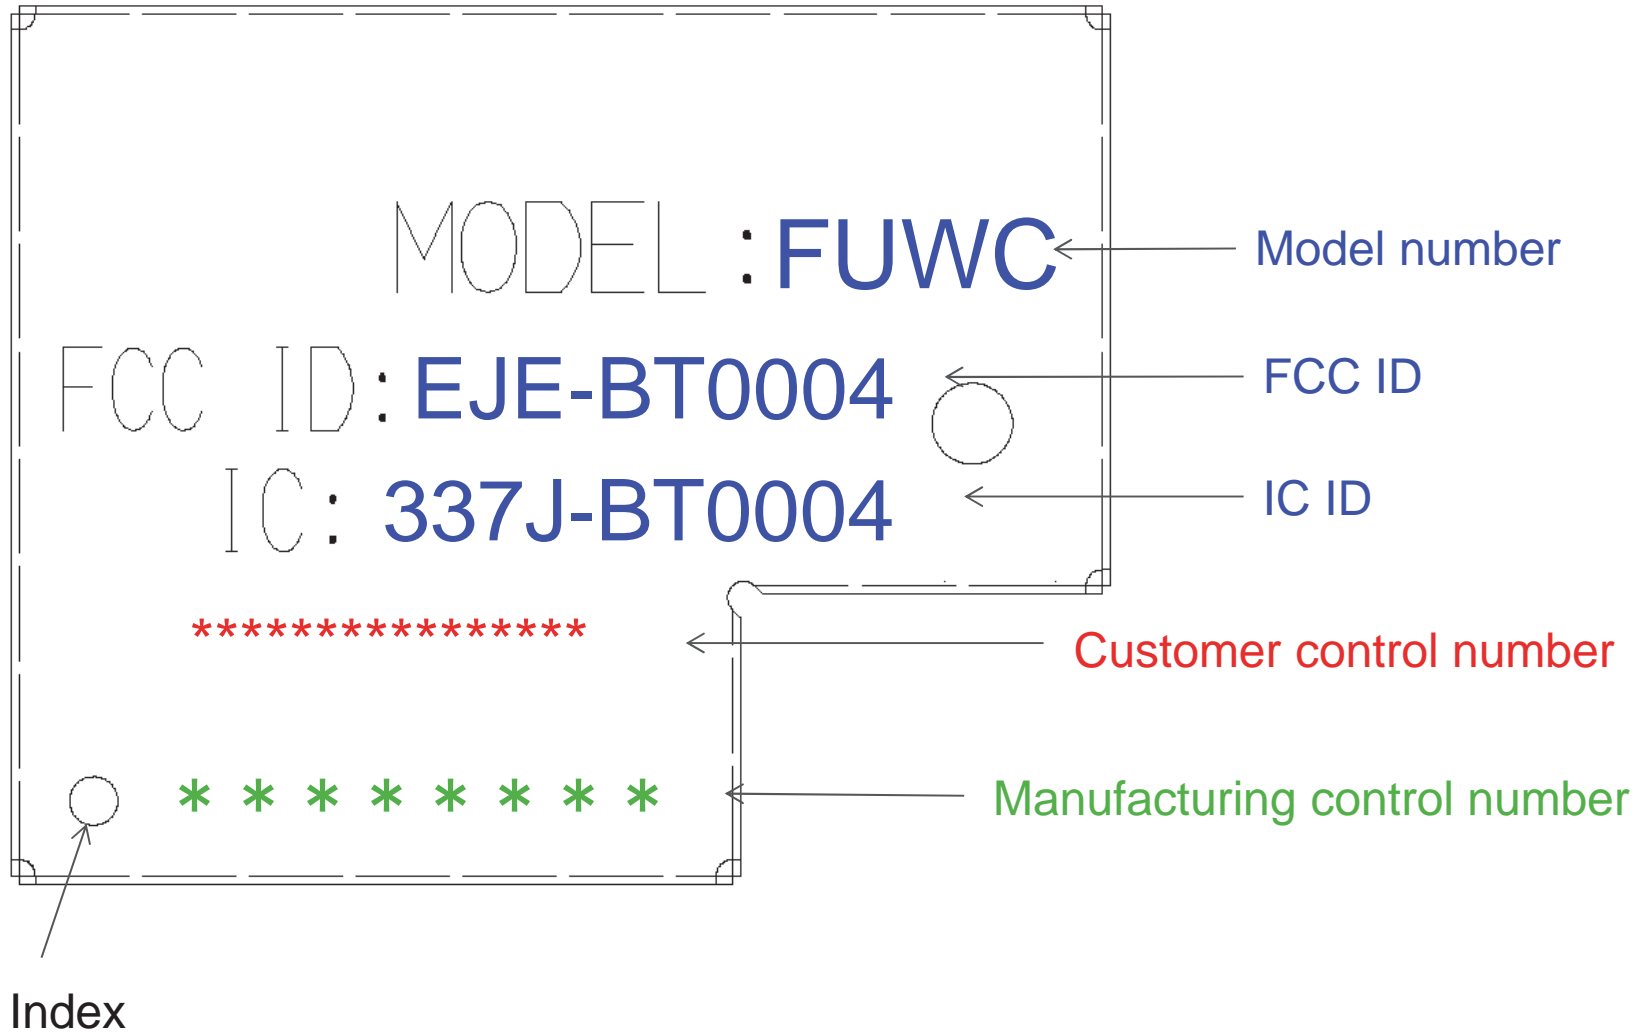 MODEL :FUWC Model number
FCC ID: EJE-BT0004 FCC ID
IC: 337J-BT0004 IC ID
**************** Customer control number
* * * * * * * * Manufacturing control number
Index